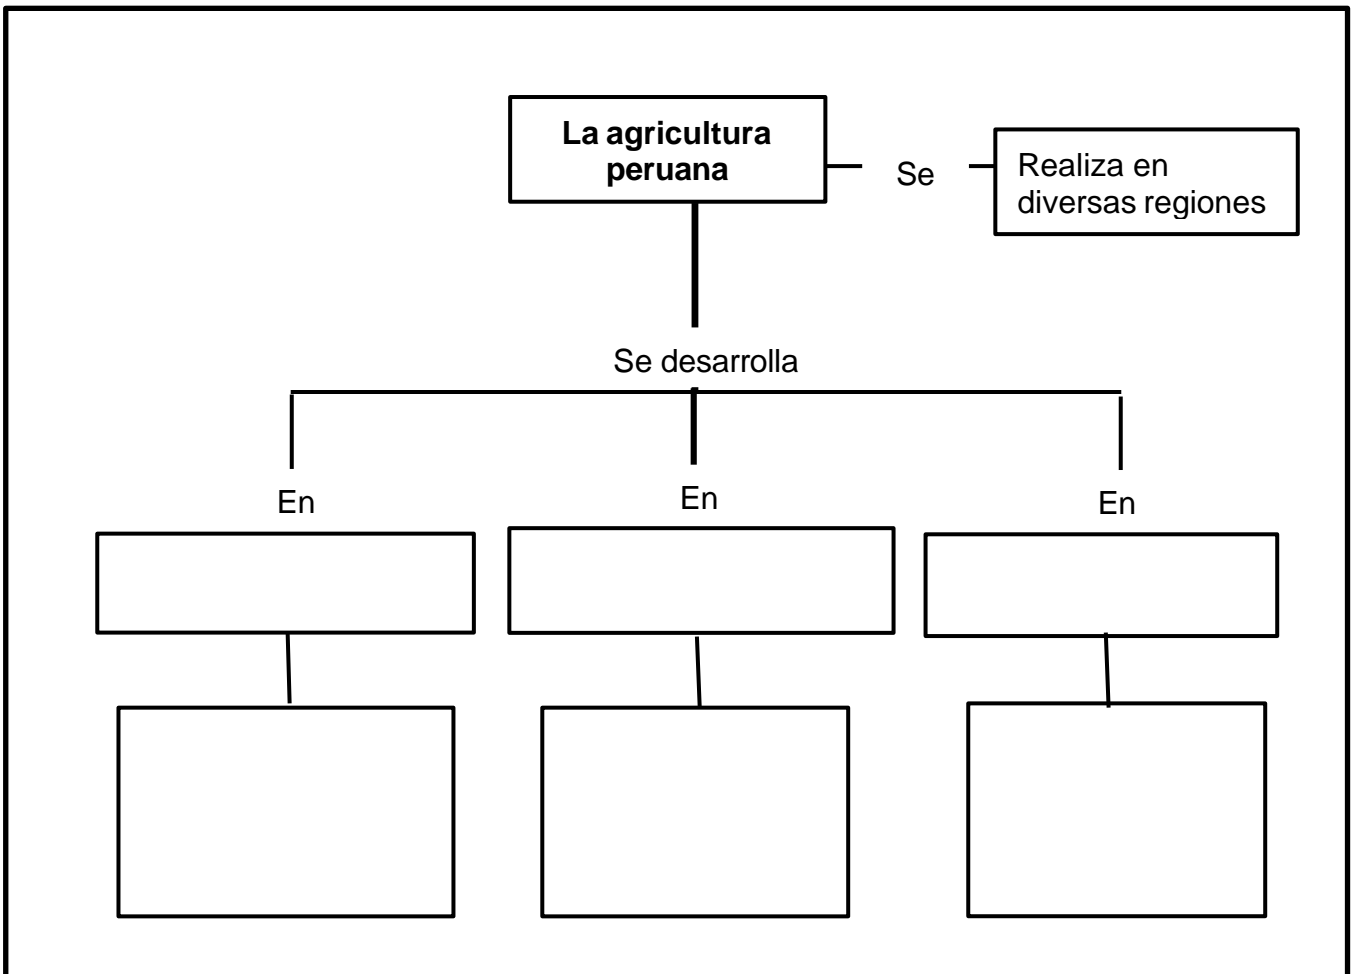 La agricultura
peruana
Se
Realiza en
diversas regiones
Se desarrolla
En
En
En